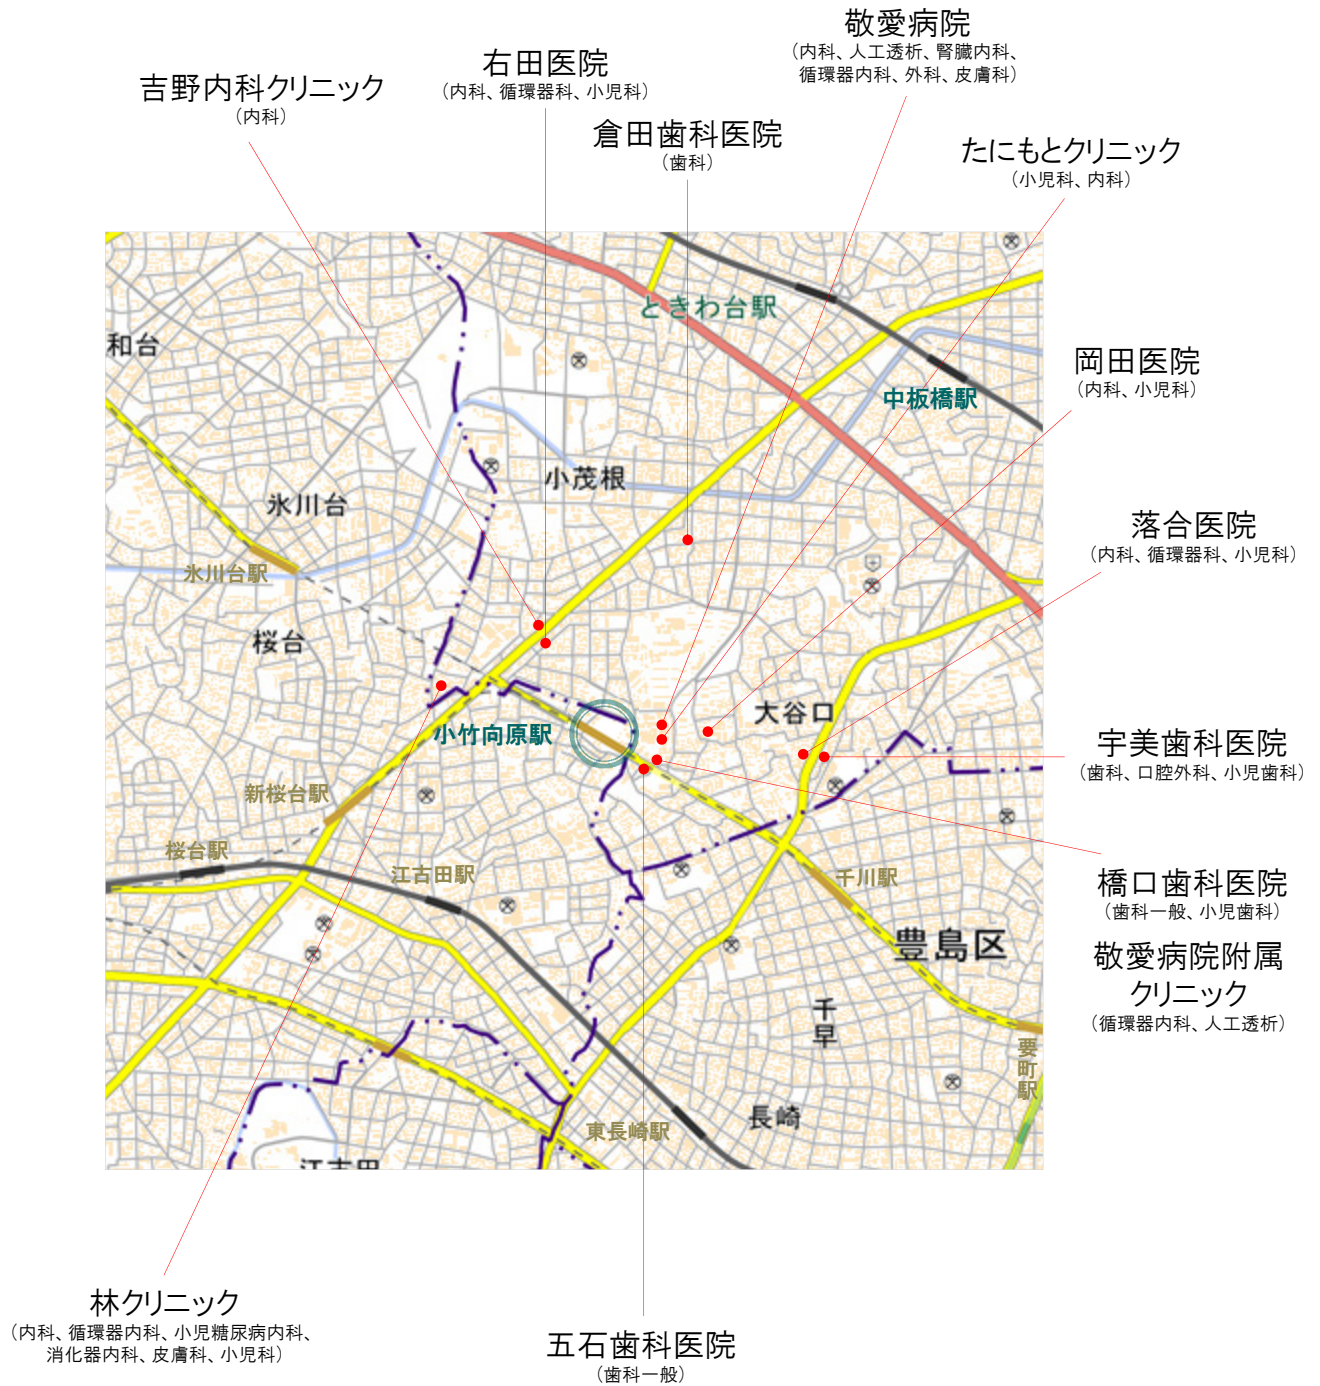 敬愛病院
（内科、人工透析、腎臓内科、
循環器内科、外科、皮膚科）
右田医院
（内科、循環器科、小児科）
吉野内科クリニック
（内科）
倉田歯科医院
（歯科）
たにもとクリニック
（小児科、内科）
ときわ台駅
和台
岡田医院
（内科、小児科）
中板橋駅
小茂根
氷川台
落合医院
（内科、循環器科、小児科）
氷川台駅
桜台
大谷口
小竹向原駅
宇美歯科医院
（歯科、口腔外科、小児歯科）
新桜台駅
桜台駅
江古田駅
千川駅
橋口歯科医院
（歯科一般、小児歯科）
豊島区
敬愛病院附属
クリニック
（循環器内科、人工透析）
千早
要町駅
長崎
東長崎駅
江古田
林クリニック
（内科、循環器内科、小児糖尿病内科、
消化器内科、皮膚科、小児科）
五石歯科医院
（歯科一般）